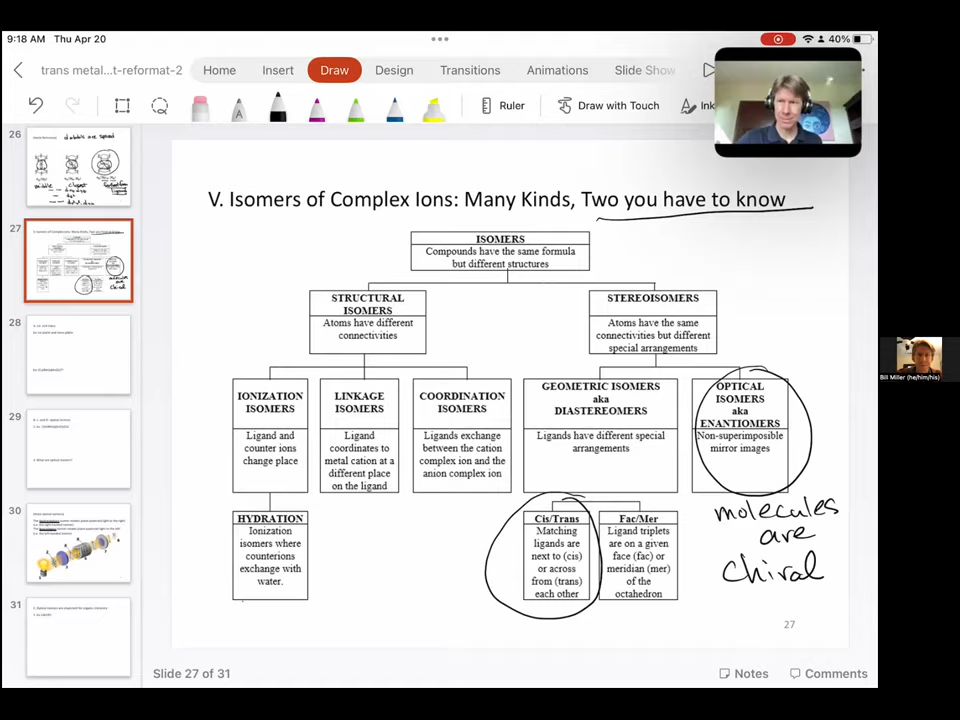 9:18 AM Thu Apr 20
40%
trans metal...t-reformat-2
Home
Insert
Draw
Design
Transitions
Animations
Slide Show
Ruler
Draw with Touch
Ink
26
27
28
29
30
31
V. Isomers of Complex Ions: Many Kinds, Two you have to know
ISOMERS
Compounds have the same formula
but different structures
STRUCTURAL
ISOMERS
Atoms have different
connectivities
STEREOISOMERS
Atoms have the same
connectivities but different
special arrangements
IONIZATION
ISOMERS
Ligand and
counter ions
change place
LINKAGE
ISOMERS
Ligand
coordinates to
metal cation at a
different place
on the ligand
COORDINATION
ISOMERS
Ligands exchange
between the cation
complex ion and the
anion complex ion
GEOMETRIC ISOMERS
aka
DIASTEREOMERS
Ligands have different special
arrangements
OPTICAL
ISOMERS
aka
ENANTIOMERS
Non-superimposible
mirror images
HYDRATION
Ionization
isomers where
counterions
exchange with
water.
Cis/Trans
Matching
ligands are
next to (cis)
or across
from (trans)
each other
Fac/Mer
Ligand triplets
are on a given
face (fac) or
meridian (mer)
of the
octahedron
molecules
are
chiral
27
Slide 27 of 31
Notes
Comments
Bill Miller (he/him/his)